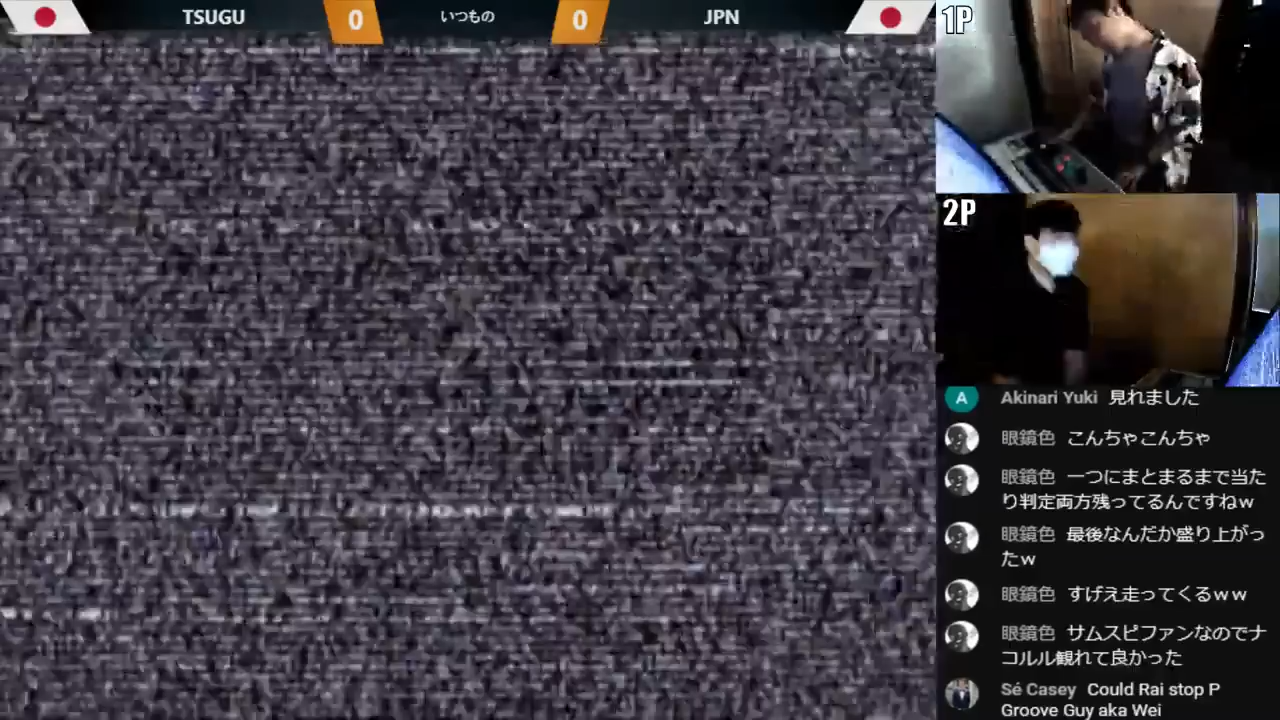 TSUGU 0 いつもの 0 JPN
1P
2P
A Akinari Yuki 見れました
眼鏡色 こんちゃこんちゃ
眼鏡色 一つにまとまるまで当た
り判定両方残ってるんですねw
眼鏡色 最後なんだか盛り上がっ
たw
眼鏡色 すげえ走ってくるww
眼鏡色 サムスピファンなのでナ
コルル観れて良かった
Sé Casey Could Rai stop P
Groove Guy aka Wei